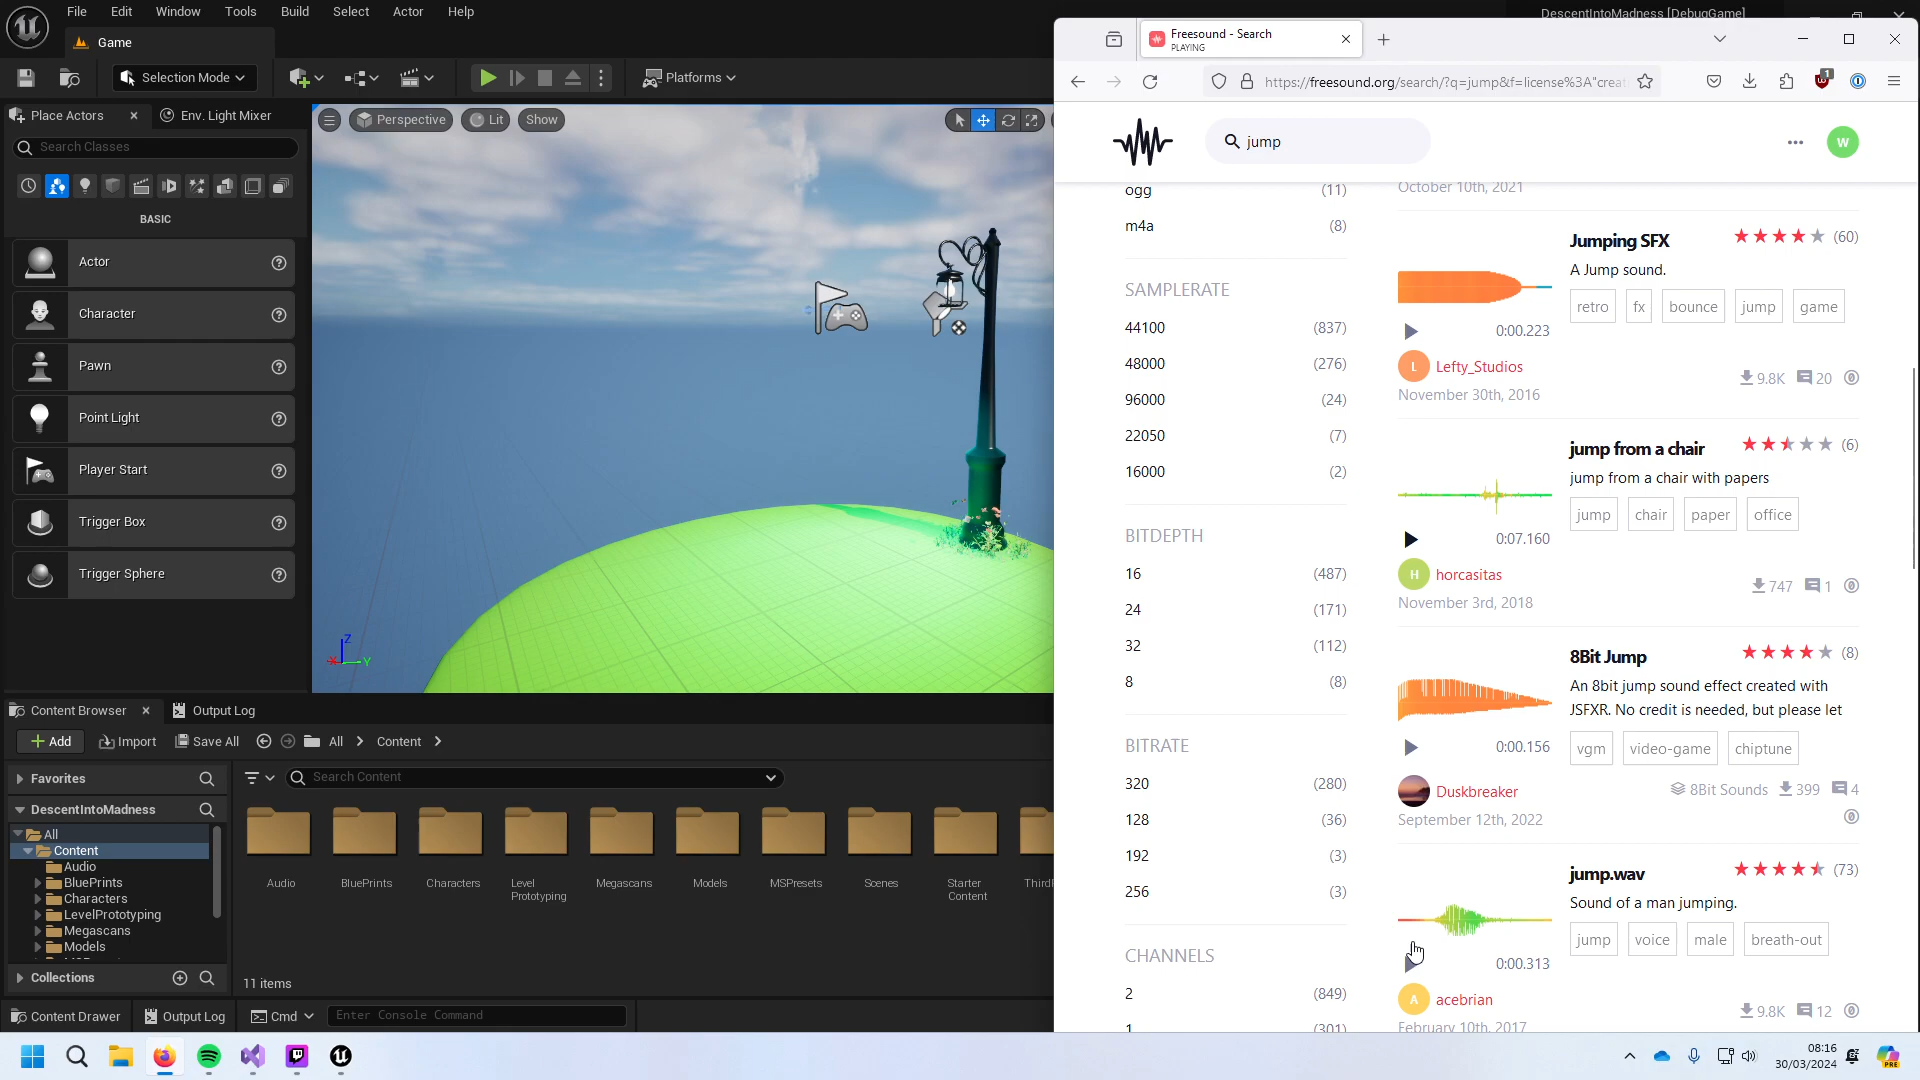 File Edit Window Tools Build Select Actor Help
DescentIntoMadness [DebugGame]
Game
Selection Mode
Platforms
Place Actors
Env. Light Mixer
Search Classes
BASIC
Actor
Character
Pawn
Point Light
Player Start
Trigger Box
Trigger Sphere
Perspective
Lit
Show
Z
X
Y
Content Browser
Output Log
Add
Import
Save All
All
Content
Favorites
Search Content
DescentIntoMadness
All
Content
Audio
BluePrints
Characters
LevelPrototyping
Megascans
Models
Collections
Audio
BluePrints
Characters
Level
Prototyping
Megascans
Models
MSPresets
Scenes
Starter
Content
11 items
Content Drawer
Output Log
Cmd
Enter Console Command
Freesound - Search
PLAYING
https://freesound.org/search/?q=jump&f=license%3A"creat
1
jump
W
ogg (11)
m4a (8)
SAMPLERATE
44100 (837)
48000 (276)
96000 (24)
22050 (7)
16000 (2)
BITDEPTH
16 (487)
24 (171)
32 (112)
8 (8)
BITRATE
320 (280)
128 (36)
192 (3)
256 (3)
CHANNELS
2 (849)
1 (301)
October 10th, 2021
Jumping SFX (60)
A Jump sound.
retro fx bounce jump game
0:00.223
L Lefty_Studios
November 30th, 2016
9.8K 20
jump from a chair (6)
jump from a chair with papers
jump chair paper office
0:07.160
H horcasitas
November 3rd, 2018
747 1
8Bit Jump (8)
An 8bit jump sound effect created with
JSFXR. No credit is needed, but please let
vgm video-game chiptune
0:00.156
Duskbreaker
September 12th, 2022
8Bit Sounds 399 4
jump.wav (73)
Sound of a man jumping.
jump voice male breath-out
0:00.313
A acebrian
February 10th, 2017
9.8K 12
08:16
30/03/2024
PRE